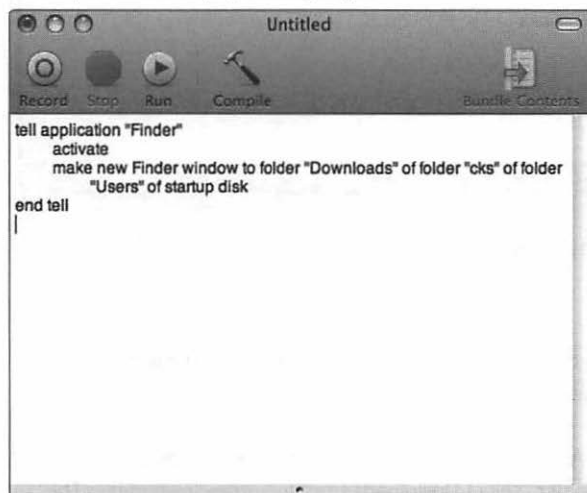 Untitled
Record Stop Run Compile Bundle Contents
tell application "Finder"
activate
make new Finder window to folder "Downloads" of folder "cks" of folder
"Users" of startup disk
end tell